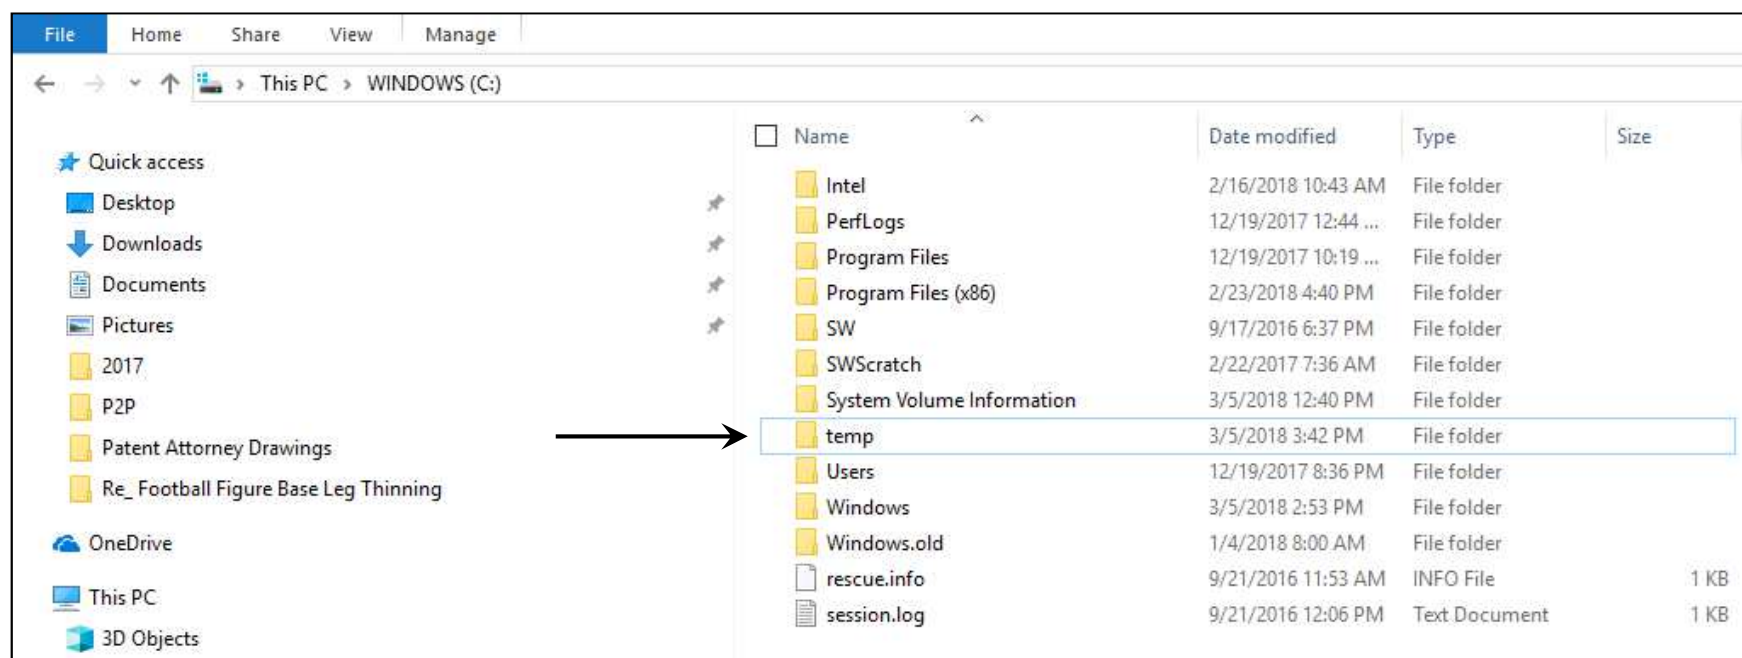 File Home Share View Manage
This PC > WINDOWS (C:)
Quick access
Desktop
Downloads
Documents
Pictures
2017
P2P
Patent Attorney Drawings
Re_ Football Figure Base Leg Thinning
OneDrive
This PC
3D Objects
Name Date modified Type Size
Intel 2/16/2018 10:43 AM File folder
PerfLogs 12/19/2017 12:44 ... File folder
Program Files 12/19/2017 10:19 ... File folder
Program Files (x86) 2/23/2018 4:40 PM File folder
SW 9/17/2016 6:37 PM File folder
SWScratch 2/22/2017 7:36 AM File folder
System Volume Information 3/5/2018 12:40 PM File folder
temp 3/5/2018 3:42 PM File folder
Users 12/19/2017 8:36 PM File folder
Windows 3/5/2018 2:53 PM File folder
Windows.old 1/4/2018 8:00 AM File folder
rescue.info 9/21/2016 11:53 AM INFO File 1 KB
session.log 9/21/2016 12:06 PM Text Document 1 KB